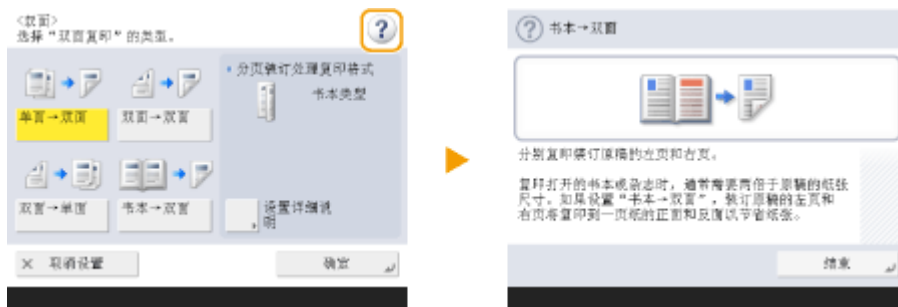 <双面>
选择“双面复印”的类型。
?
• 分页装订处理复印格式
书本类型
单面→双面
双面→双面
双面→单面
书本→双面
设置详细说
明
× 取消设置
确定
? 书本→双面
分别复印装订原稿的左页和右页。
复印打开的书本或杂志时，通常需要两倍于原稿的纸张
尺寸。如果设置“书本→双面”，装订原稿的左页和
右页将复印到一页纸的正面和反面以节省纸张。
结束